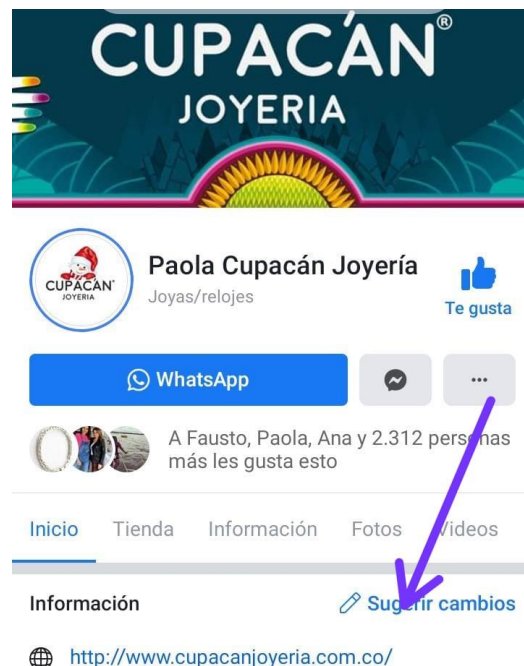 CUPACÁN®
JOYERIA
CUPACÁN
JOYERIA
Paola Cupacán Joyería
Joyas/relojes
Te gusta
WhatsApp
...
A Fausto, Paola, Ana y 2.312 personas
más les gusta esto
Inicio Tienda Información Fotos Videos
Información
Sugerir cambios
http://www.cupacanjoyeria.com.co/